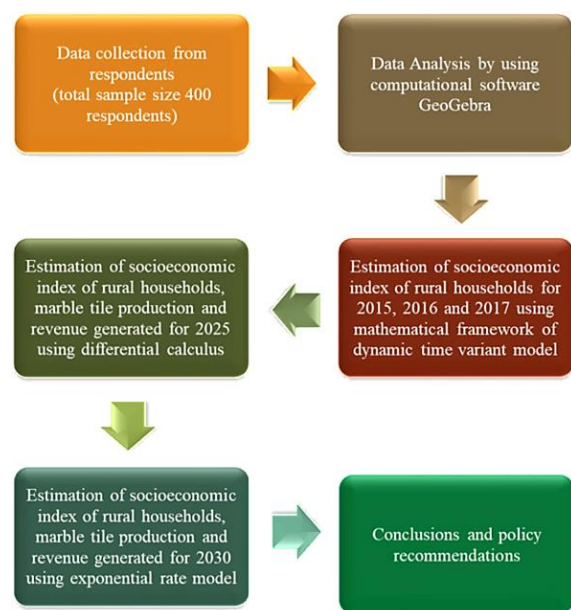 Data collection from
respondents
(total sample size 400
respondents)
Data Analysis by using
computational software
GeoGebra
Estimation of socioeconomic
index of rural households for
2015, 2016 and 2017 using
mathematical framework of
dynamic time variant model
Estimation of socioeconomic
index of rural households,
marble tile production and
revenue generated for 2025
using differential calculus
Estimation of socioeconomic
index of rural households,
marble tile production and
revenue generated for 2030
using exponential rate model
Conclusions and policy
recommendations